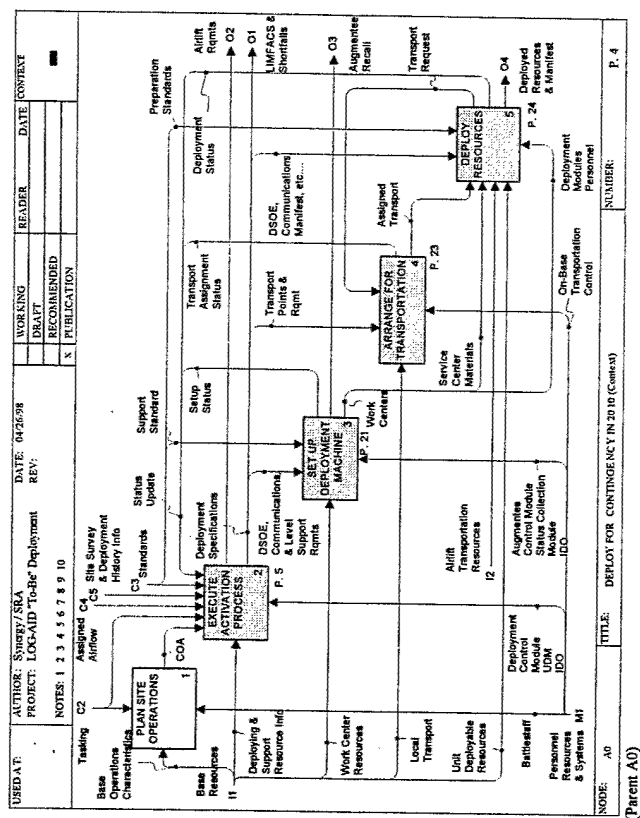 USED AT:
AUTHOR: Synergy / SRA
PROJECT: LOG-AID "To-Be" Deployment
NOTES: 1 2 3 4 5 6 7 8 9 10
DATE: 04/26/98
REV:
WORKING
DRAFT
RECOMMENDED
X PUBLICATION
READER
DATE
CONTEXT
Tasking
C2
Assigned
Airflow
C4
C5
Site Survey
& Deployment
History Info
C3
Standards
Status
Update
Support
Standard
Preparation
Standards
Airlift
Rqmts
O2
O1
LIMFACS &
Shortfalls
O3
Augmentee
Recall
Transport
Request
O4
Deployed
Resources
& Manifest
Base
Operations
Characteristics
Base
Resources
I1
PLAN SITE
OPERATIONS
1
COA
EXECUTE
ACTIVATION
PROCESS
2
P. 5
Deployment
Specifications
DSOE,
Communications,
& Level
Support
Rqmts
Setup
Status
SET UP
DEPLOYMENT
MACHINE
3
P. 21
Work
Centers
Transport
Assignment
Status
Transport
Points &
Rqmt
ARRANGE FOR
TRANSPORTATION
4
P. 23
Deployment
Status
DSOE,
Communications
Manifest, etc....
Assigned
Transport
DEPLOY
RESOURCES
5
P. 24
Deploying &
Support
Resource Info
Work Center
Resources
Local
Transport
Unit
Deployable
Resources
Battlestaff
Personnel
Resources
& Systems
M1
Deployment
Control
Module
UDM
IDO
Airlift
Transportation
Resources
I2
Augmentee
Control Module
Status Collection
Module
IDO
Service
Center
Materials
On-Base
Transportation
Control
Deployment
Modules
Personnel
NODE: A0
TITLE: DEPLOY FOR CONTINGENCY IN 2010 (Context)
NUMBER: P. 4
(Parent A0)